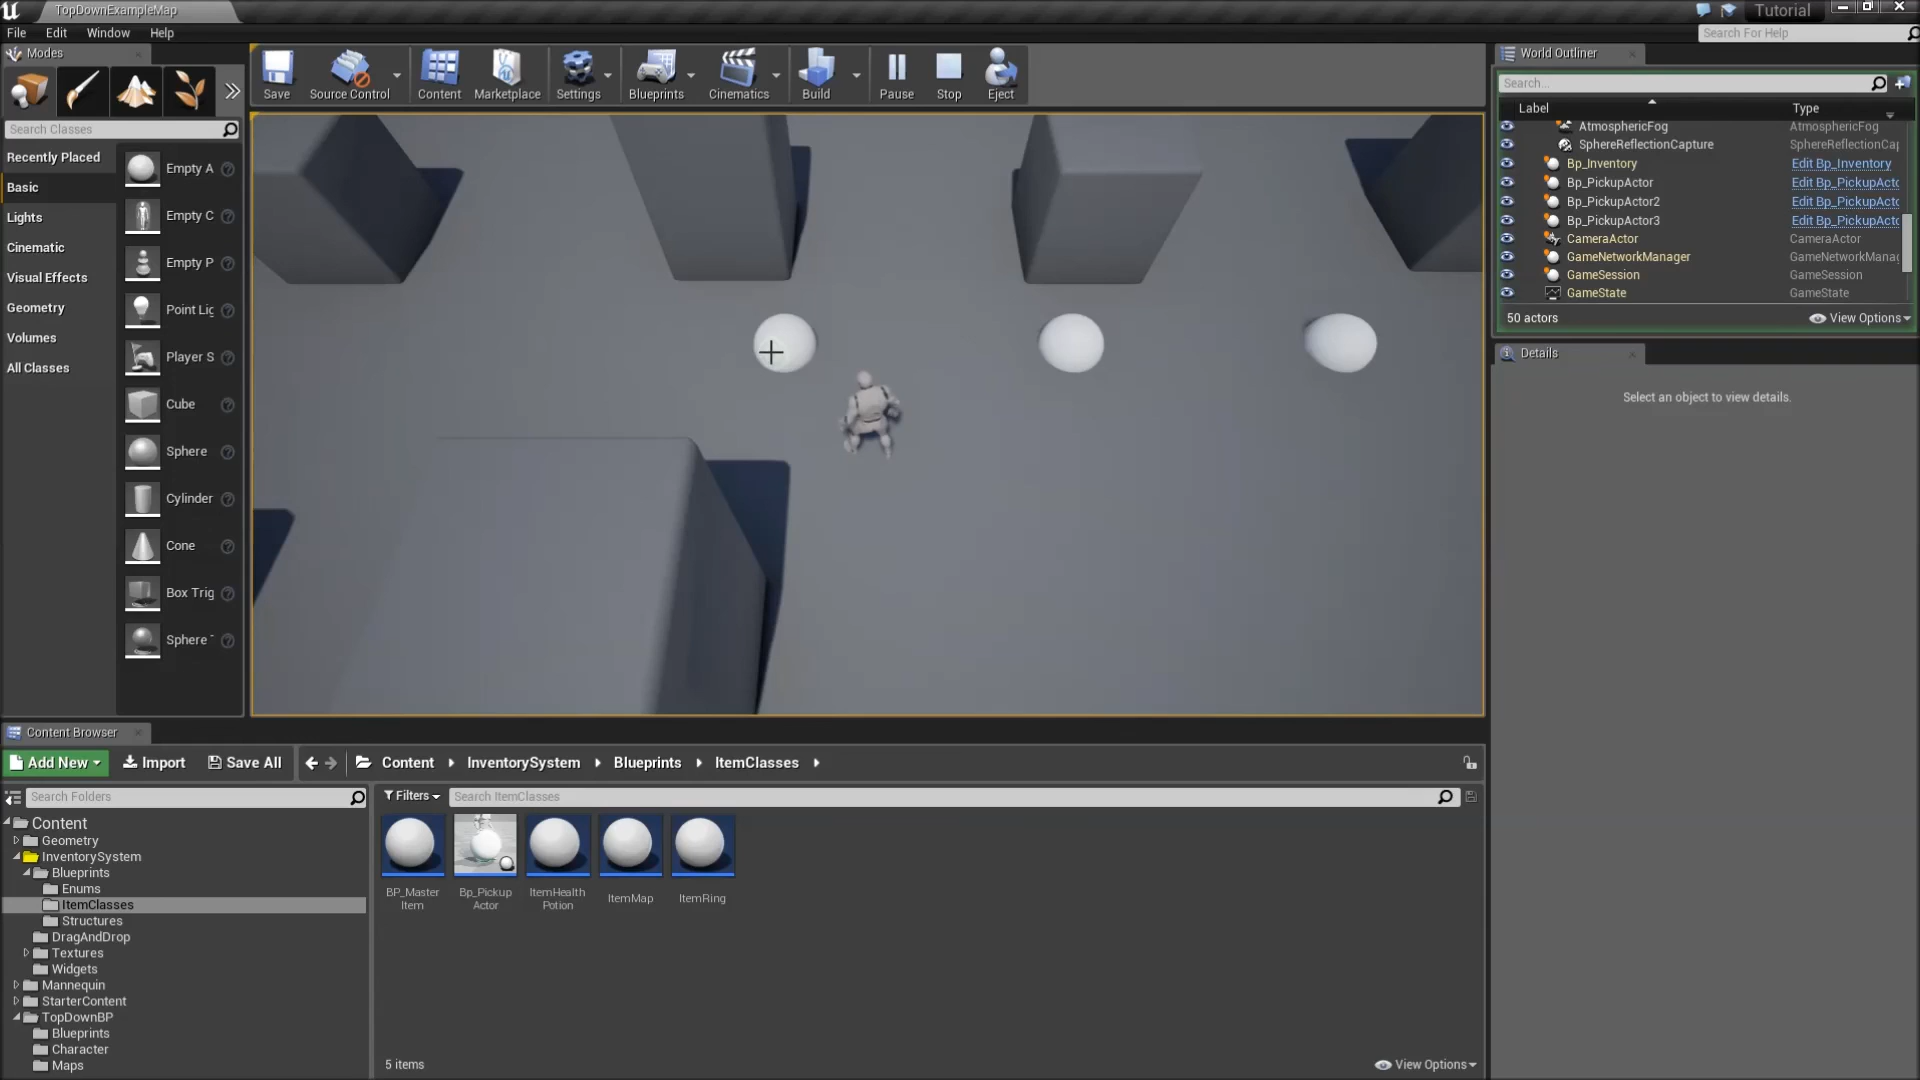 TopDownExampleMap
Tutorial
File Edit Window Help
Search For Help
Modes
Save
Source Control
Content
Marketplace
Settings
Blueprints
Cinematics
Build
Pause
Stop
Eject
Search Classes
Recently Placed
Basic
Lights
Cinematic
Visual Effects
Geometry
Volumes
All Classes
Empty A
Empty C
Empty P
Point Lig
Player S
Cube
Sphere
Cylinder
Cone
Box Trig
Sphere
World Outliner
Search...
Label Type
AtmosphericFog AtmosphericFog
SphereReflectionCapture SphereReflectionCap
Bp_Inventory Edit Bp_Inventory
Bp_PickupActor Edit Bp_PickupActo
Bp_PickupActor2 Edit Bp_PickupActo
Bp_PickupActor3 Edit Bp_PickupActo
CameraActor CameraActor
GameNetworkManager GameNetworkManag
GameSession GameSession
GameState GameState
50 actors View Options
Details
Select an object to view details.
Content Browser
Add New Import Save All Content InventorySystem Blueprints ItemClasses
Search Folders
Filters Search ItemClasses
Content
Geometry
InventorySystem
Blueprints
Enums
ItemClasses
Structures
DragAndDrop
Textures
Widgets
Mannequin
StarterContent
TopDownBP
Blueprints
Character
Maps
BP_Master
Item
Bp_Pickup
Actor
ItemHealth
Potion
ItemMap
ItemRing
5 items View Options